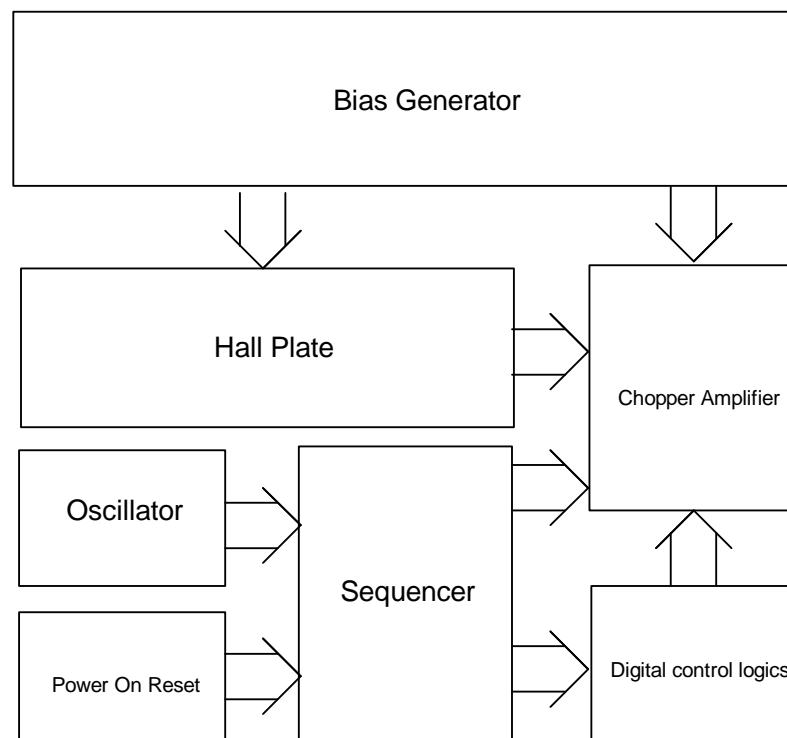 Bias Generator
Hall Plate
Chopper Amplifier
Oscillator
Sequencer
Power On Reset
Digital control logics